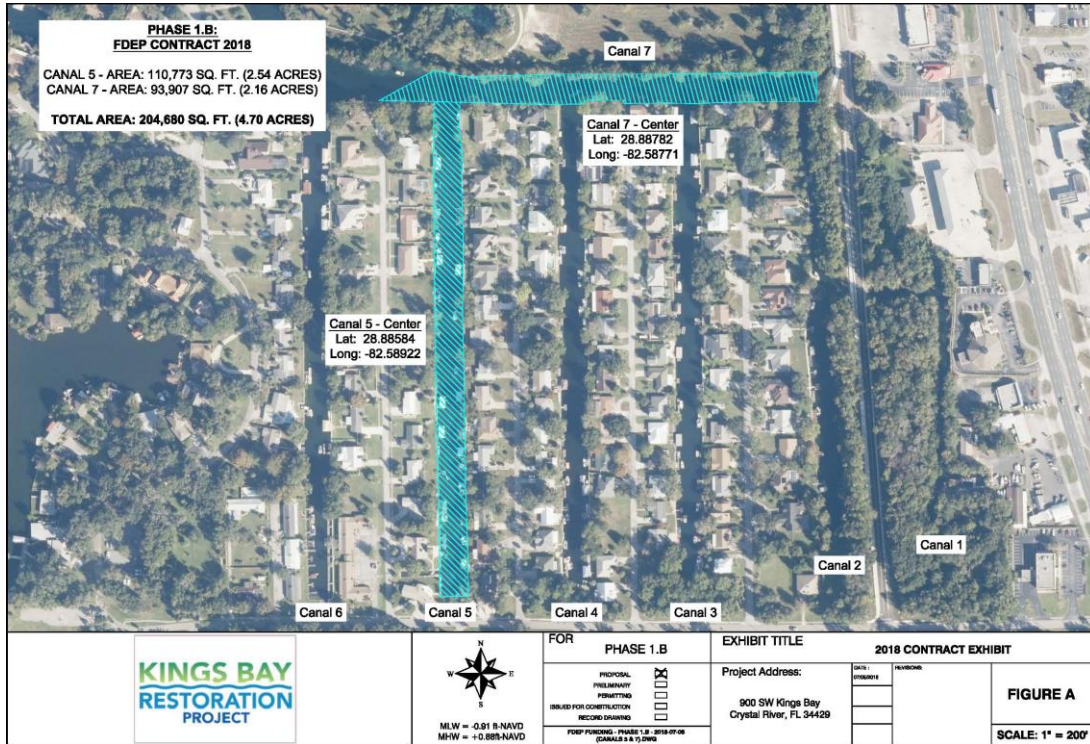 PHASE 1.B:
FDEP CONTRACT 2018
CANAL 5 - AREA: 110,773 SQ. FT. (2.54 ACRES)
CANAL 7 - AREA: 93,907 SQ. FT. (2.16 ACRES)
TOTAL AREA: 204,680 SQ. FT. (4.70 ACRES)
Canal 7
Canal 7 - Center
Lat: 28.88782
Long: -82.58771
Canal 5 - Center
Lat: 28.88584
Long: -82.58922
Canal 1
Canal 2
Canal 6
Canal 5
Canal 4
Canal 3
KINGS BAY
RESTORATION
PROJECT
N
W
E
S
MLW = -0.91 ft-NAVD
MHW = +0.88ft-NAVD
FOR
PHASE 1.B
PROPOSAL
PRELIMINARY
PERMITTING
ISSUED FOR CONSTRUCTION
RECORD DRAWING
FDEP FUNDING - PHASE 1.B - 2018-07-09
(CANALS 5 & 7).DWG
EXHIBIT TITLE
2018 CONTRACT EXHIBIT
Project Address:
900 SW Kings Bay
Crystal River, FL 34429
DATE:
REVISIONS:
FIGURE A
SCALE: 1" = 200'